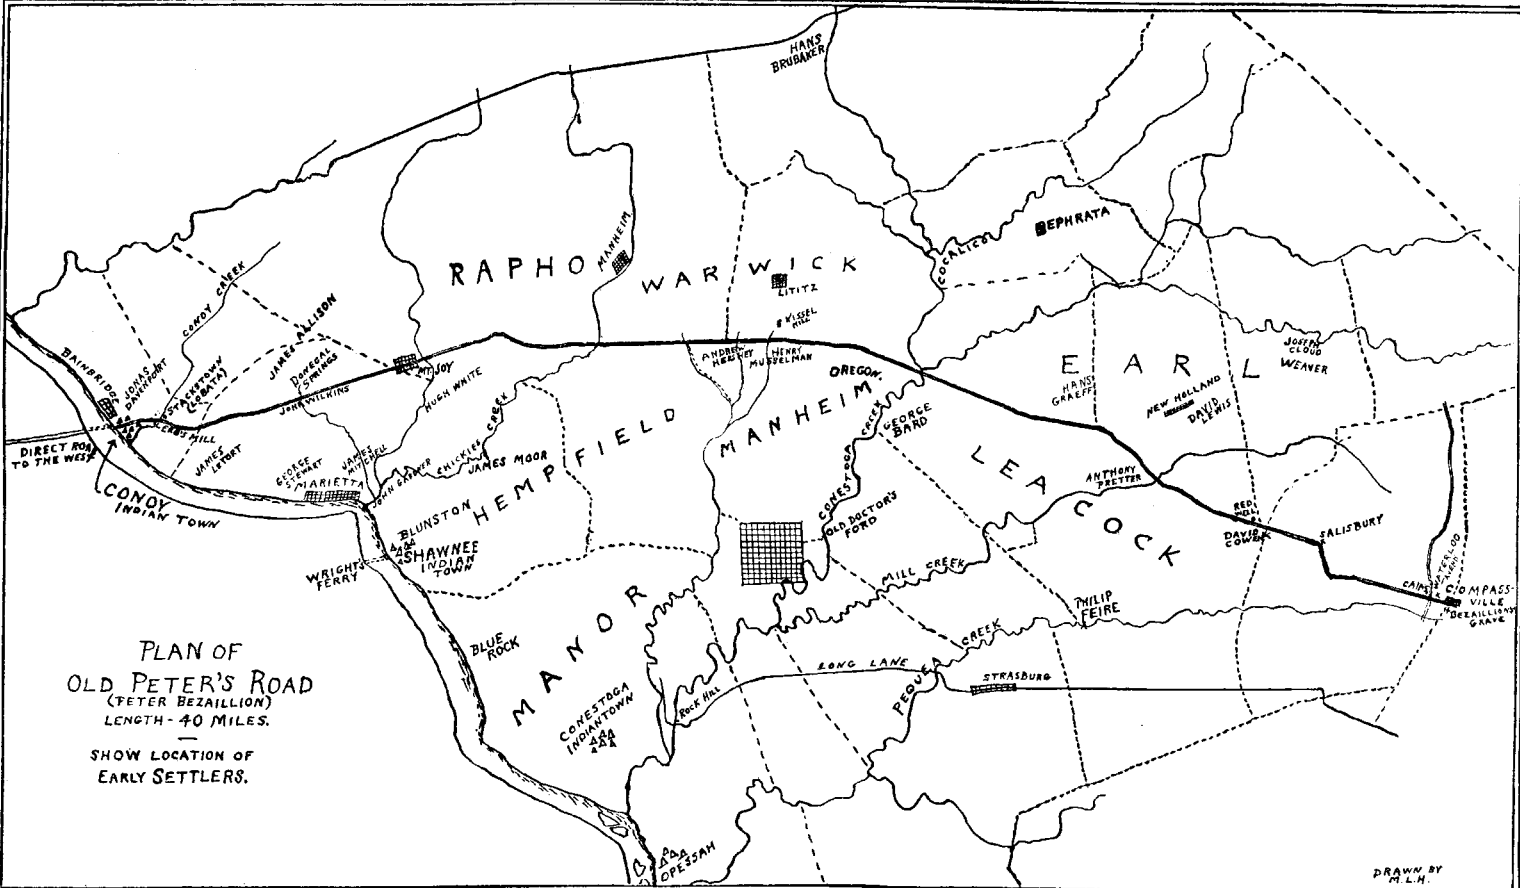 HANS
BRUBAKER
EPHRATA
COCALICO
MANHEIM
RAPHO
WARWICK
LITITZ
KISSEL
HILL
CONOY CREEK
JAMES ALLISON
DONEGAL
SPRINGS
BAINBRIDGE
JONAS
DAVENPORT
STACKSTOWN
(LOBATA)
MT. JOY
JOHN WILKINS
HUGH WHITE
ANDREW
HERSHEY
HENRY
MUSSELMAN
OREGON.
EARL
JOSEPH
CLOUD
WEAVER
HANS
GRAEFF
NEW HOLLAND
DAVID
LEWIS
MILL
DIRECT ROAD
TO THE WEST
JAMES
LETORT
GEORGE
STEWART
JAMES
MITCHELL
CHICKIES CREEK
JAMES MOOR
MARIETTA
HEMPFIELD
MANHEIM
CONESTOGA CREEK
GEORGE
BARD
LEACOCK
ANTHONY
PRETTER
CONOY
INDIAN TOWN
BLUNSTON
SHAWNEE
INDIAN
TOWN
WRIGHTS
FERRY
OLD DOCTOR'S
FORD
RED
WELL
DAVID
SALISBURY
MILL CREEK
COMPASS-
VILLE
BEZAILLION'S
GRAVE
PHILIP
FEIRE
BLUE
ROCK
MANOR
PEQUEA CREEK
LONG LANE
STRASBURG
ROCK HILL
CONESTOGA
INDIANTOWN
OPESSAH
PLAN OF
OLD PETER'S ROAD
(PETER BEZAILLION)
LENGTH - 40 MILES.
SHOW LOCATION OF
EARLY SETTLERS.
DRAWN BY
M.L.H.